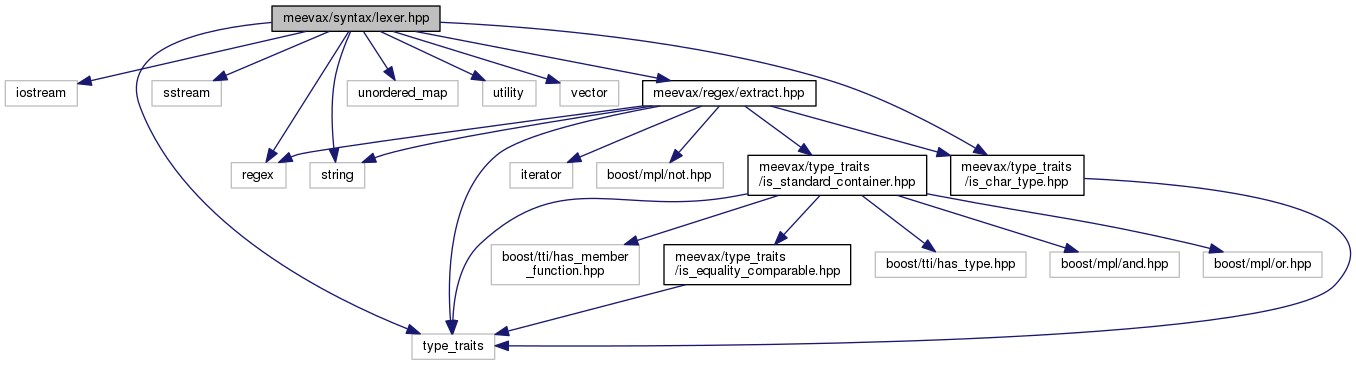 meevax/syntax/lexer.hpp
iostream
sstream
unordered_map
utility
vector
meevax/regex/extract.hpp
regex
string
iterator
boost/mpl/not.hpp
meevax/type_traits
/is_standard_container.hpp
meevax/type_traits
/is_char_type.hpp
boost/tti/has_member
_function.hpp
meevax/type_traits
/is_equality_comparable.hpp
boost/tti/has_type.hpp
boost/mpl/and.hpp
boost/mpl/or.hpp
type_traits